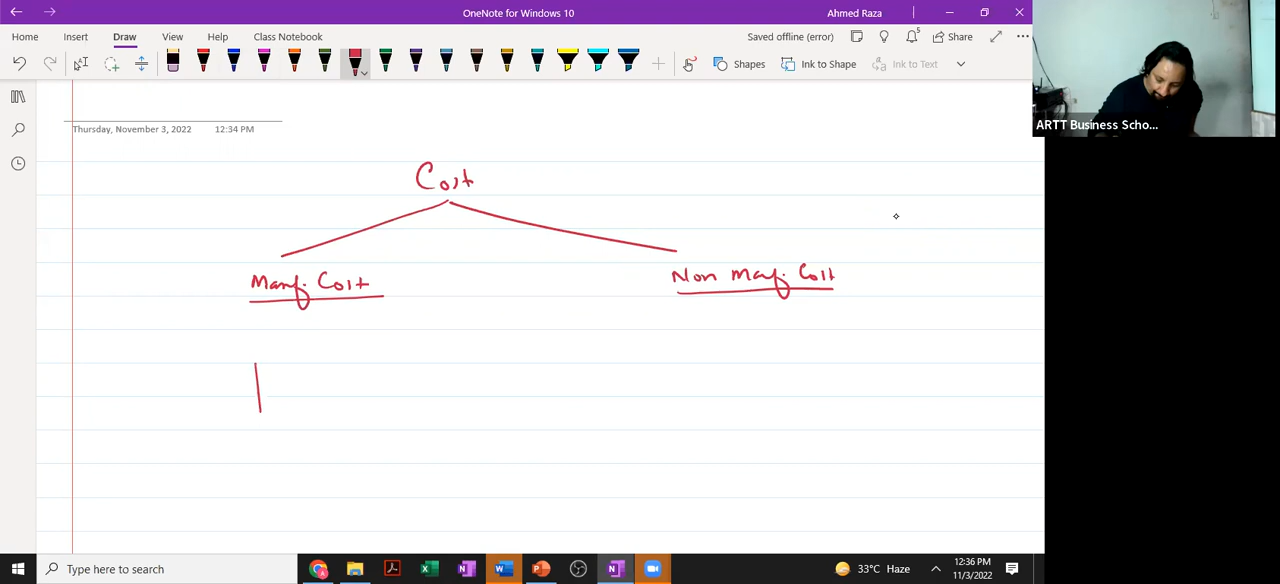 OneNote for Windows 10
Ahmed Raza
Home Insert Draw View Help Class Notebook
Saved offline (error)
5
Share
Shapes
Ink to Shape
Ink to Text
Thursday, November 3, 2022 12:34 PM
Cost
Manf. Cost
Non Manf. Cost
ARTT Business Scho...
Type here to search
33°C Haze
12:36 PM
11/3/2022